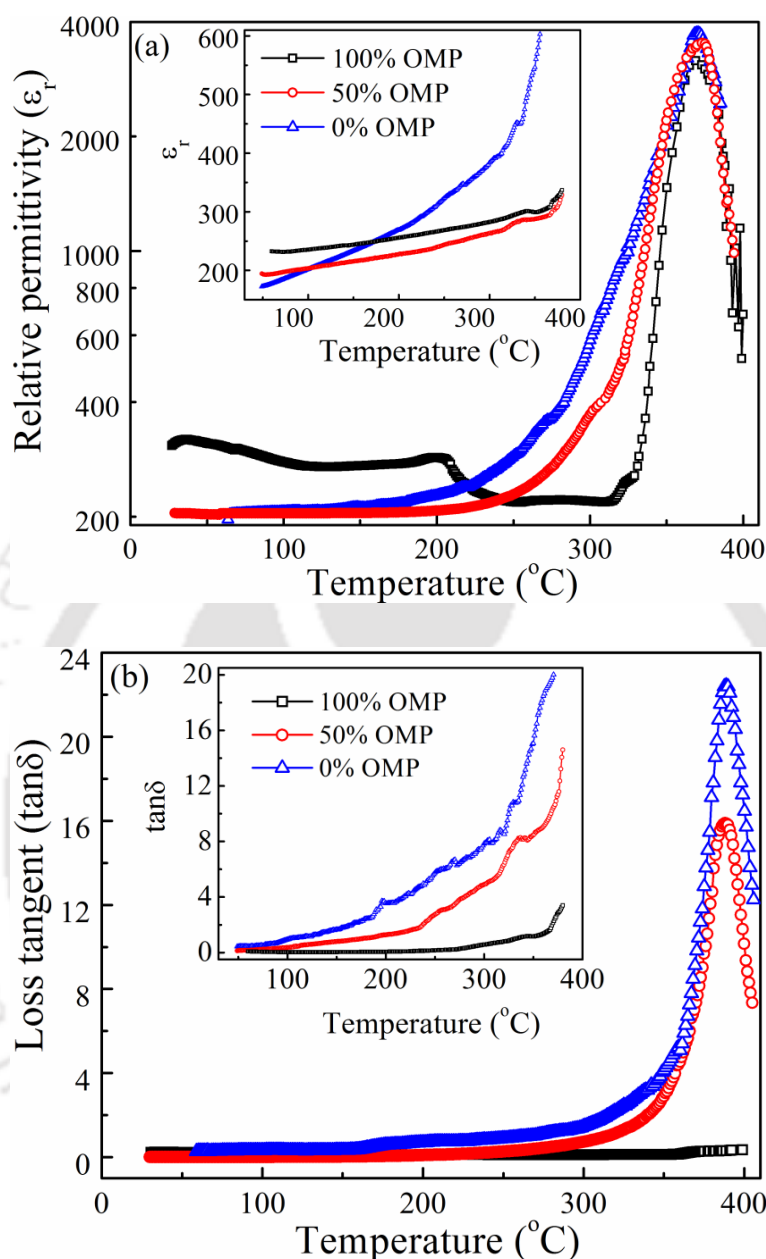 (a)
100% OMP
50% OMP
0% OMP
600
500
400
300
200
εr
100 200 300 400
Temperature (°C)
4000
2000
1000
800
600
400
200
Relative permittivity (εr)
0 100 200 300 400
Temperature (°C)
(b)
100% OMP
50% OMP
0% OMP
20
16
12
8
4
0
tanδ
100 200 300 400
Temperature (°C)
24
22
16
12
8
4
0
Loss tangent (tanδ)
0 100 200 300 400
Temperature (°C)